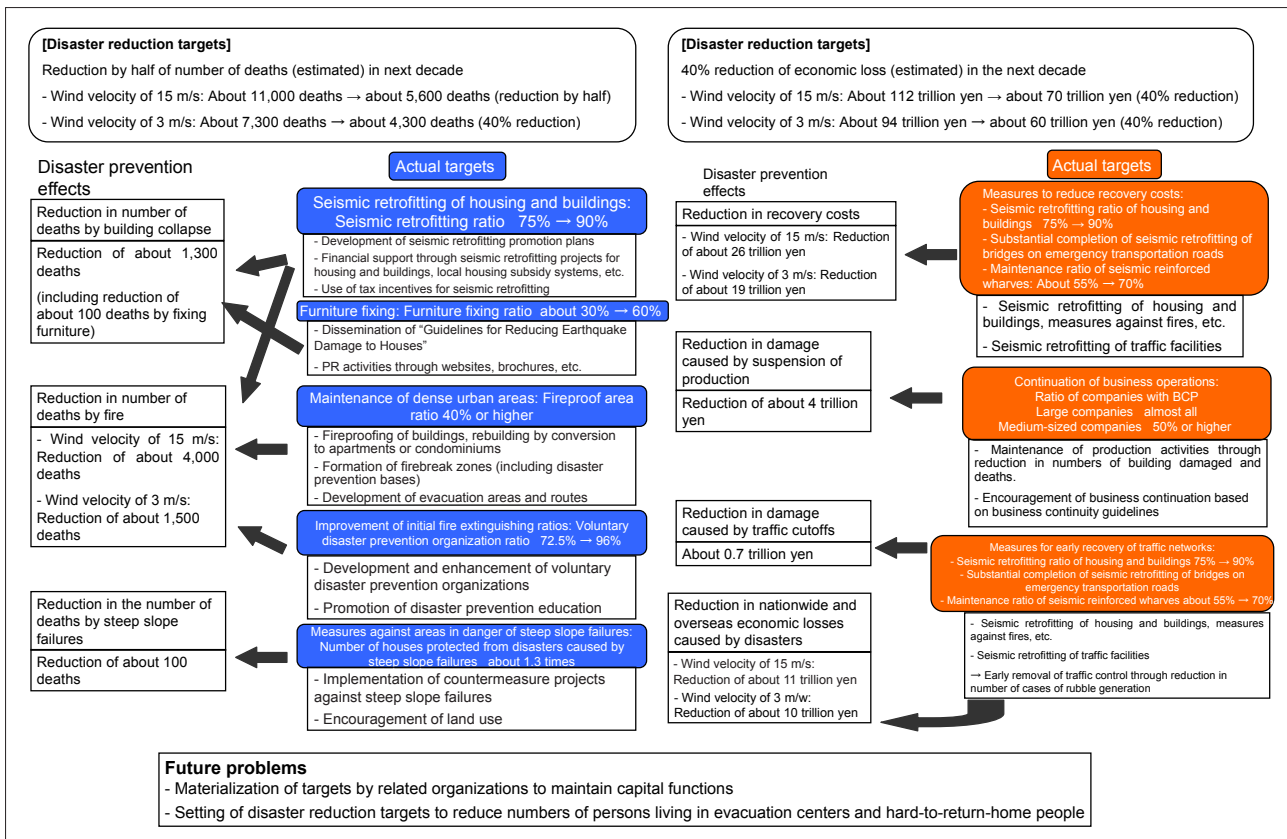 [Disaster reduction targets]
Reduction by half of number of deaths (estimated) in next decade
- Wind velocity of 15 m/s: About 11,000 deaths → about 5,600 deaths (reduction by half)
- Wind velocity of 3 m/s: About 7,300 deaths → about 4,300 deaths (40% reduction)
Disaster prevention
effects
Actual targets
Reduction in number of
deaths by building collapse
Reduction of about 1,300
deaths
(including reduction of
about 100 deaths by fixing
furniture)
Seismic retrofitting of housing and buildings:
Seismic retrofitting ratio 75% → 90%
- Development of seismic retrofitting promotion plans
- Financial support through seismic retrofitting projects for
housing and buildings, local housing subsidy systems, etc.
- Use of tax incentives for seismic retrofitting
Furniture fixing: Furniture fixing ratio about 30% → 60%
- Dissemination of “Guidelines for Reducing Earthquake
Damage to Houses”
- PR activities through websites, brochures, etc.
Reduction in number of
deaths by fire
- Wind velocity of 15 m/s:
Reduction of about 4,000
deaths
- Wind velocity of 3 m/s:
Reduction of about 1,500
deaths
Maintenance of dense urban areas: Fireproof area
ratio 40% or higher
- Fireproofing of buildings, rebuilding by conversion
to apartments or condominiums
- Formation of firebreak zones (including disaster
prevention bases)
- Development of evacuation areas and routes
Improvement of initial fire extinguishing ratios: Voluntary
disaster prevention organization ratio 72.5% → 96%
- Development and enhancement of voluntary
disaster prevention organizations
- Promotion of disaster prevention education
Reduction in the number of
deaths by steep slope
failures
Reduction of about 100
deaths
Measures against areas in danger of steep slope failures:
Number of houses protected from disasters caused by
steep slope failures about 1.3 times
- Implementation of countermeasure projects
against steep slope failures
- Encouragement of land use
[Disaster reduction targets]
40% reduction of economic loss (estimated) in the next decade
- Wind velocity of 15 m/s: About 112 trillion yen → about 70 trillion yen (40% reduction)
- Wind velocity of 3 m/s: About 94 trillion yen → about 60 trillion yen (40% reduction)
Disaster prevention
effects
Actual targets
Reduction in recovery costs
- Wind velocity of 15 m/s: Reduction
of about 26 trillion yen
- Wind velocity of 3 m/s: Reduction
of about 19 trillion yen
Measures to reduce recovery costs:
- Seismic retrofitting ratio of housing and
buildings 75% → 90%
- Substantial completion of seismic retrofitting of
bridges on emergency transportation roads
- Maintenance ratio of seismic reinforced
wharves: About 55% → 70%
- Seismic retrofitting of housing and
buildings, measures against fires, etc.
- Seismic retrofitting of traffic facilities
Reduction in damage
caused by suspension of
production
Reduction of about 4 trillion
yen
Continuation of business operations:
Ratio of companies with BCP
Large companies almost all
Medium-sized companies 50% or higher
- Maintenance of production activities through
reduction in numbers of building damaged and
deaths.
- Encouragement of business continuation based
on business continuity guidelines
Reduction in damage
caused by traffic cutoffs
About 0.7 trillion yen
Measures for early recovery of traffic networks:
- Seismic retrofitting ratio of housing and buildings 75% → 90%
- Substantial completion of seismic retrofitting of bridges on
emergency transportation roads
- Maintenance ratio of seismic reinforced wharves about 55% → 70%
- Seismic retrofitting of housing and buildings, measures
against fires, etc.
- Seismic retrofitting of traffic facilities
→ Early removal of traffic control through reduction in
number of cases of rubble generation
Reduction in nationwide and
overseas economic losses
caused by disasters
- Wind velocity of 15 m/s:
Reduction of about 11 trillion yen
- Wind velocity of 3 m/w:
Reduction of about 10 trillion yen
Future problems
- Materialization of targets by related organizations to maintain capital functions
- Setting of disaster reduction targets to reduce numbers of persons living in evacuation centers and hard-to-return-home people